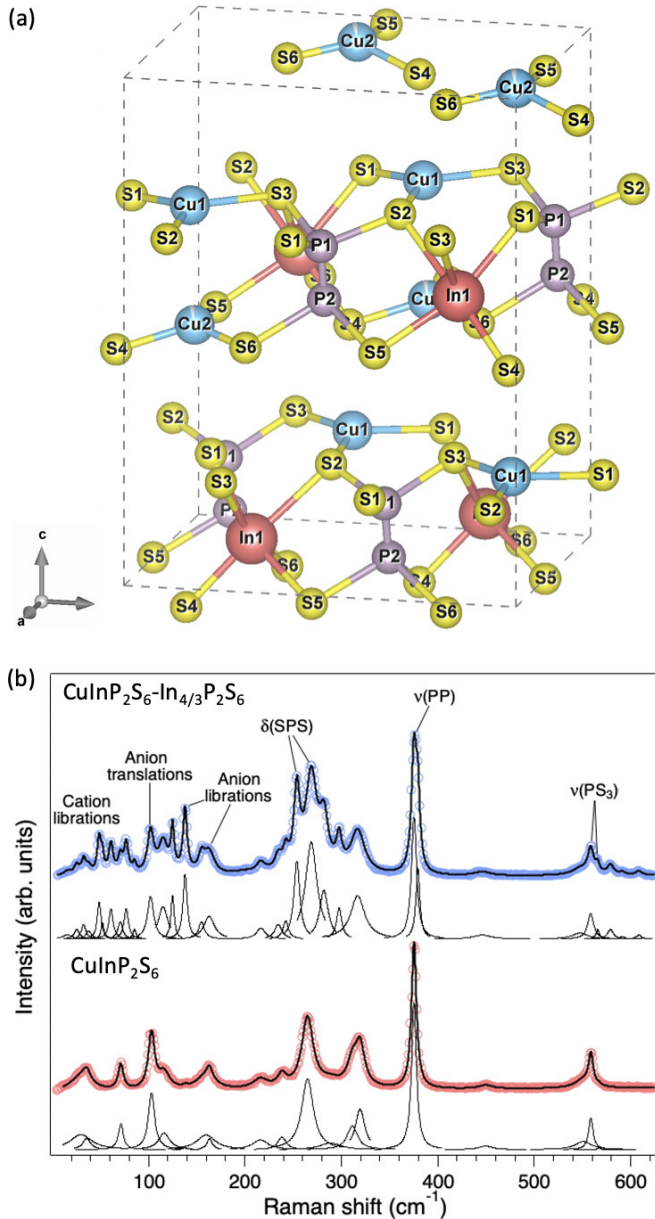 (a)
S5
Cu2
S6
S4
S5
Cu2
S6
S4
S2
S1
S3
S1
Cu1
S3
S2
Cu1
S2
S2
S1
P1
S1
S3
S1
P1
S6
P2
In1
P2
S5
Cu
S4
Cu2
S4
S6
S5
S4
S6
S5
S4
S2
S3
Cu1
S1
S1
1
S2
S3
S2
Cu1
S1
S3
S1
1
S2
P
In1
S6
S5
S6
P2
S5
S4
S5
S4
S6
c
a
(b)
CuInP2S6-In4/3P2S6
ν(PP)
δ(SPS)
Anion
translations
Anion
librations
Cation
librations
ν(PS3)
CuInP2S6
Intensity (arb. units)
100
200
300
400
500
600
Raman shift (cm-1)